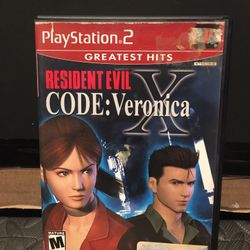 PlayStation 2
GREATEST HITS
RESIDENT EVIL
CODE: Veronica X
MATURE
M